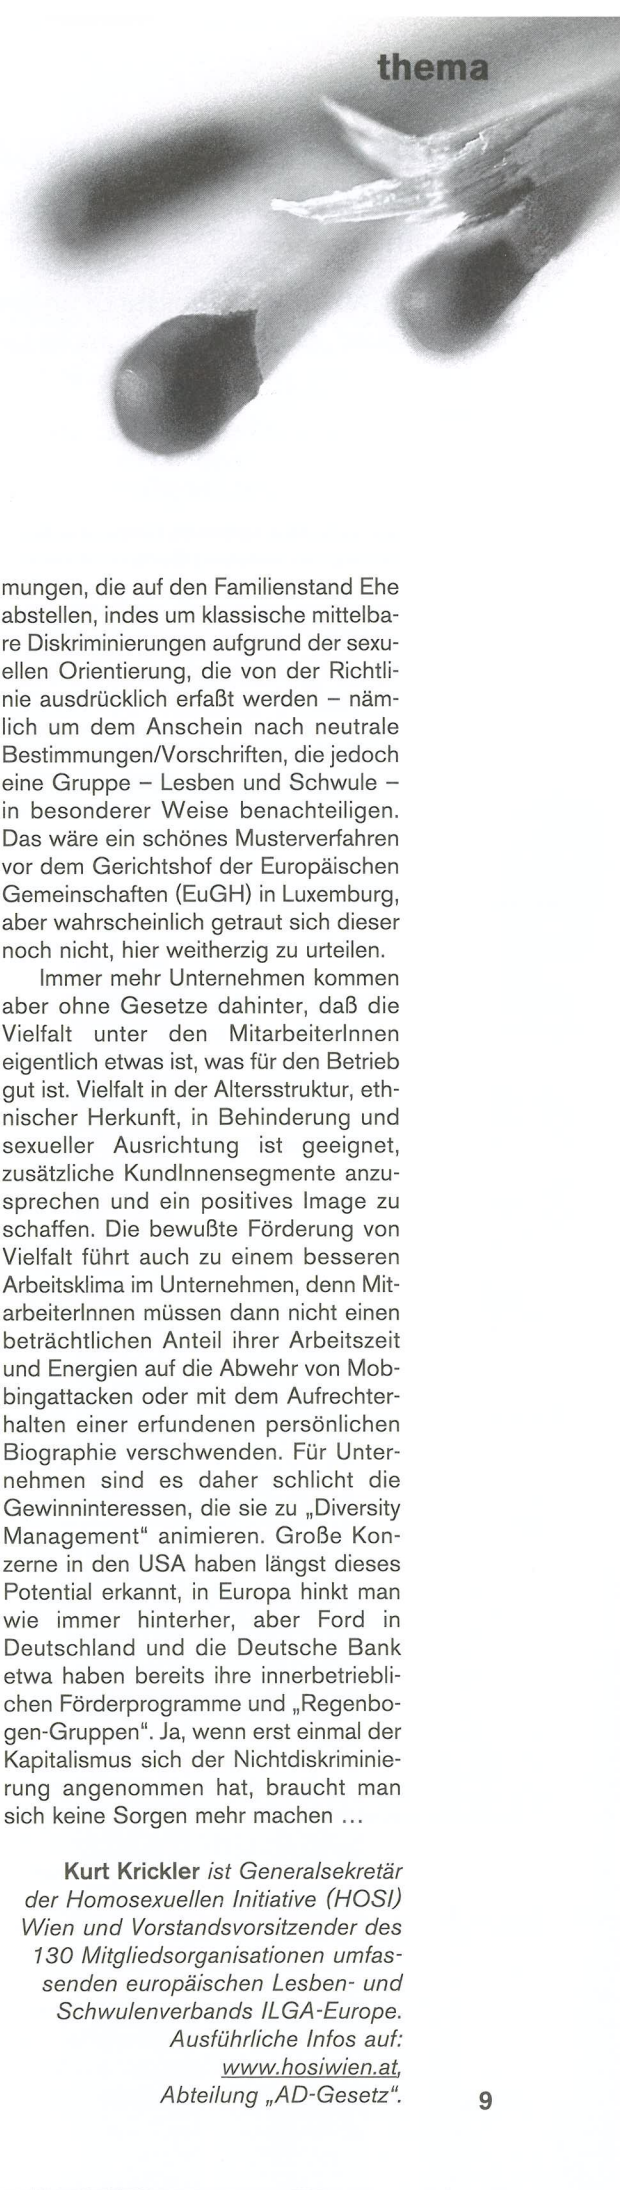 thema
mungen, die auf den Familienstand Ehe
abstellen, indes um klassische mittelba-
re Diskriminierungen aufgrund der sexu-
ellen Orientierung, die von der Richtli-
nie ausdrücklich erfaßt werden – näm-
lich um dem Anschein nach neutrale
Bestimmungen/Vorschriften, die jedoch
eine Gruppe – Lesben und Schwule –
in besonderer Weise benachteiligen.
Das wäre ein schönes Musterverfahren
vor dem Gerichtshof der Europäischen
Gemeinschaften (EuGH) in Luxemburg,
aber wahrscheinlich getraut sich dieser
noch nicht, hier weitherzig zu urteilen.
Immer mehr Unternehmen kommen
aber ohne Gesetze dahinter, daß die
Vielfalt unter den MitarbeiterInnen
eigentlich etwas ist, was für den Betrieb
gut ist. Vielfalt in der Altersstruktur, eth-
nischer Herkunft, in Behinderung und
sexueller Ausrichtung ist geeignet,
zusätzliche KundInnensegmente anzu-
sprechen und ein positives Image zu
schaffen. Die bewußte Förderung von
Vielfalt führt auch zu einem besseren
Arbeitsklima im Unternehmen, denn Mit-
arbeiterInnen müssen dann nicht einen
beträchtlichen Anteil ihrer Arbeitszeit
und Energien auf die Abwehr von Mob-
bingattacken oder mit dem Aufrechter-
halten einer erfundenen persönlichen
Biographie verschwenden. Für Unter-
nehmen sind es daher schlicht die
Gewinninteressen, die sie zu „Diversity
Management“ animieren. Große Kon-
zerne in den USA haben längst dieses
Potential erkannt, in Europa hinkt man
wie immer hinterher, aber Ford in
Deutschland und die Deutsche Bank
etwa haben bereits ihre innerbetriebli-
chen Förderprogramme und „Regenbo-
gen-Gruppen“. Ja, wenn erst einmal der
Kapitalismus sich der Nichtdiskriminie-
rung angenommen hat, braucht man
sich keine Sorgen mehr machen ...
Kurt Krickler ist Generalsekretär
der Homosexuellen Initiative (HOSI)
Wien und Vorstandsvorsitzender des
130 Mitgliedsorganisationen umfas-
senden europäischen Lesben- und
Schwulenverbands ILGA-Europe.
Ausführliche Infos auf:
www.hosiwien.at,
Abteilung „AD-Gesetz“.
9